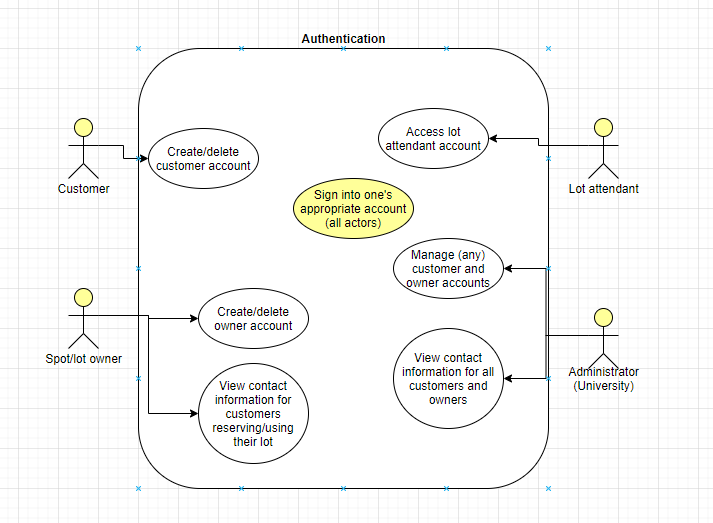 Authentication
Create/delete
customer account
Customer
Access lot
attendant account
Lot attendant
Sign into one's
appropriate account
(all actors)
Manage (any)
customer and
owner accounts
Create/delete
owner account
Spot/lot owner
View contact
information for
customers
reserving/using
their lot
View contact
information for all
customers and
owners
Administrator
(University)